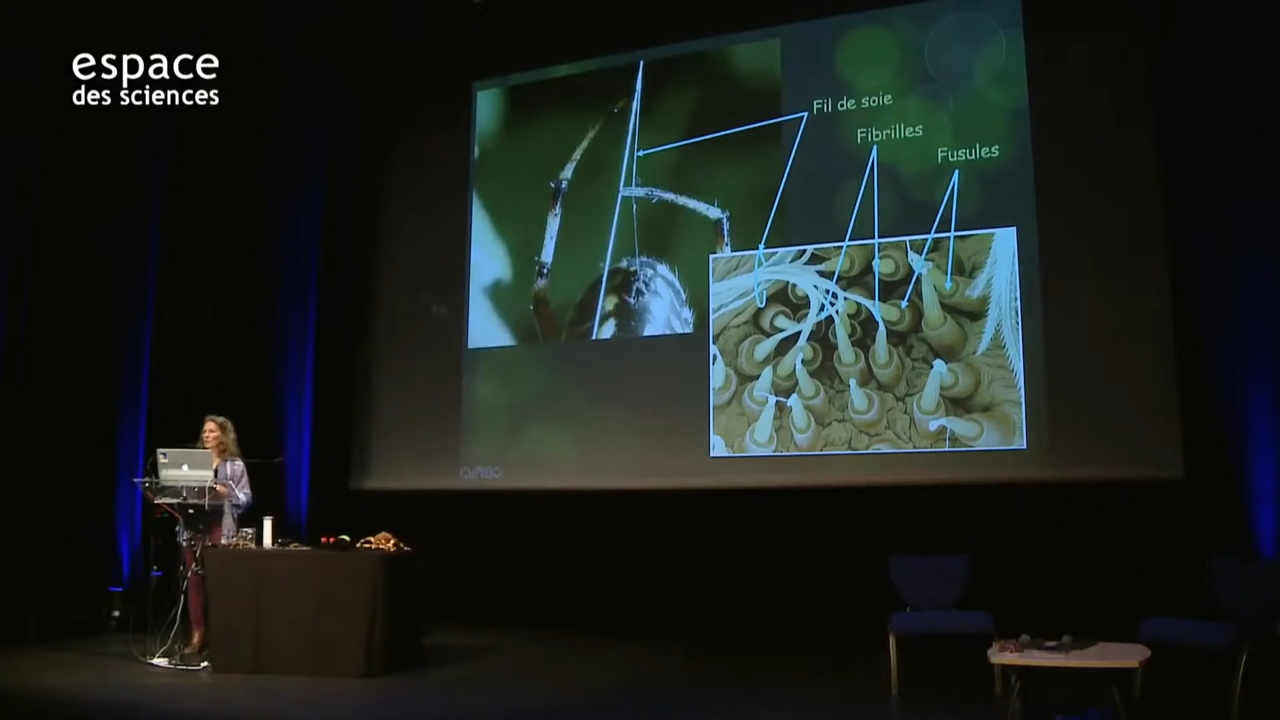 espace
des sciences
Fil de soie
Fibrilles
Fusules